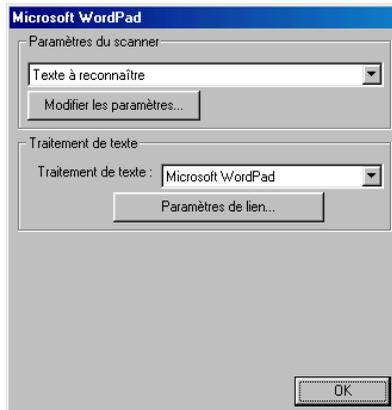 Microsoft WordPad
Paramètres du scanner
Texte à reconnaître
Modifier les paramètres...
Traitement de texte
Traitement de texte : Microsoft WordPad
Paramètres de lien...
OK